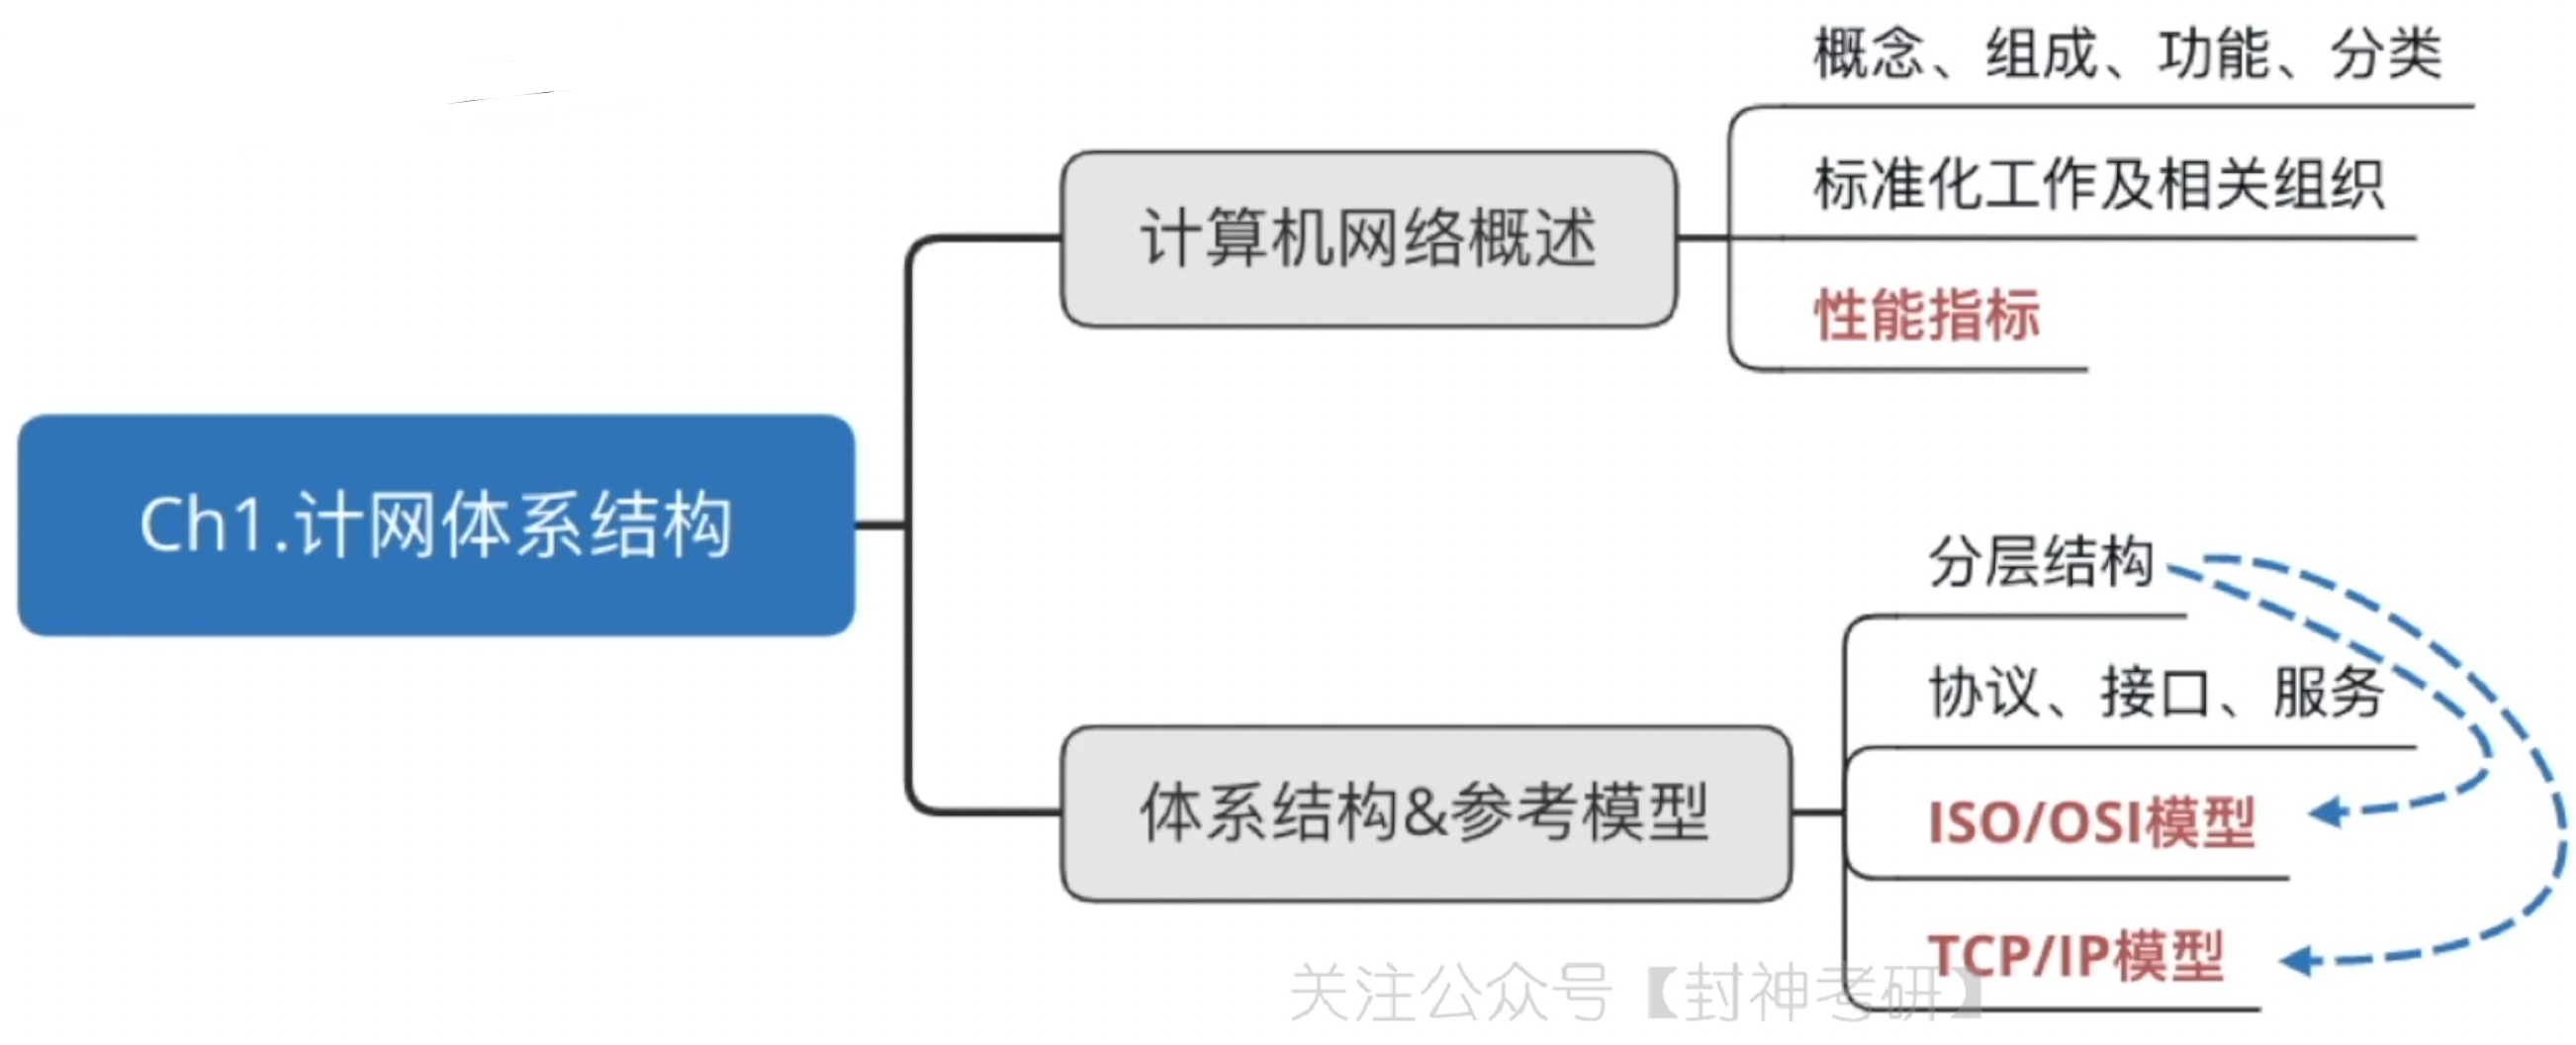 概念、组成、功能、分类
标准化工作及相关组织
计算机网络概述
性能指标
Ch1.计网体系结构
分层结构
协议、接口、服务
体系结构&参考模型
ISO/OSI模型
TCP/IP模型
关注公众号【封神考研】